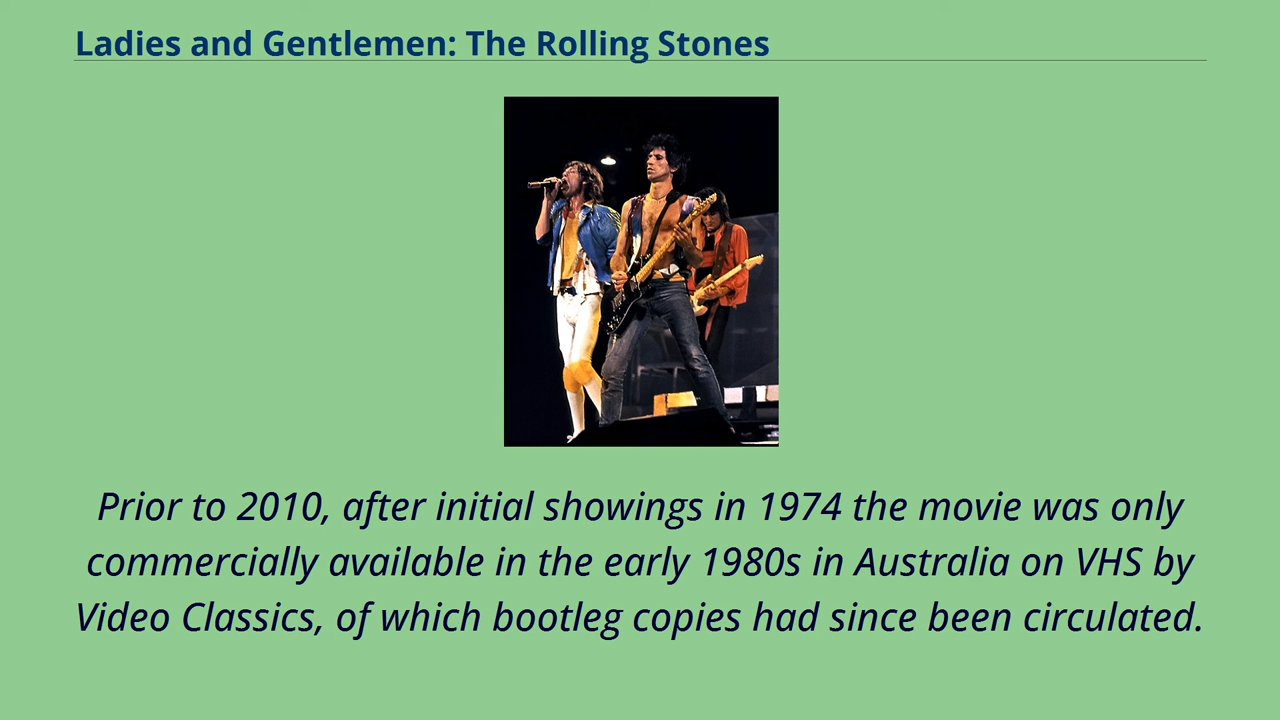 Ladies and Gentlemen: The Rolling Stones
Prior to 2010, after initial showings in 1974 the movie was only
commercially available in the early 1980s in Australia on VHS by
Video Classics, of which bootleg copies had since been circulated.